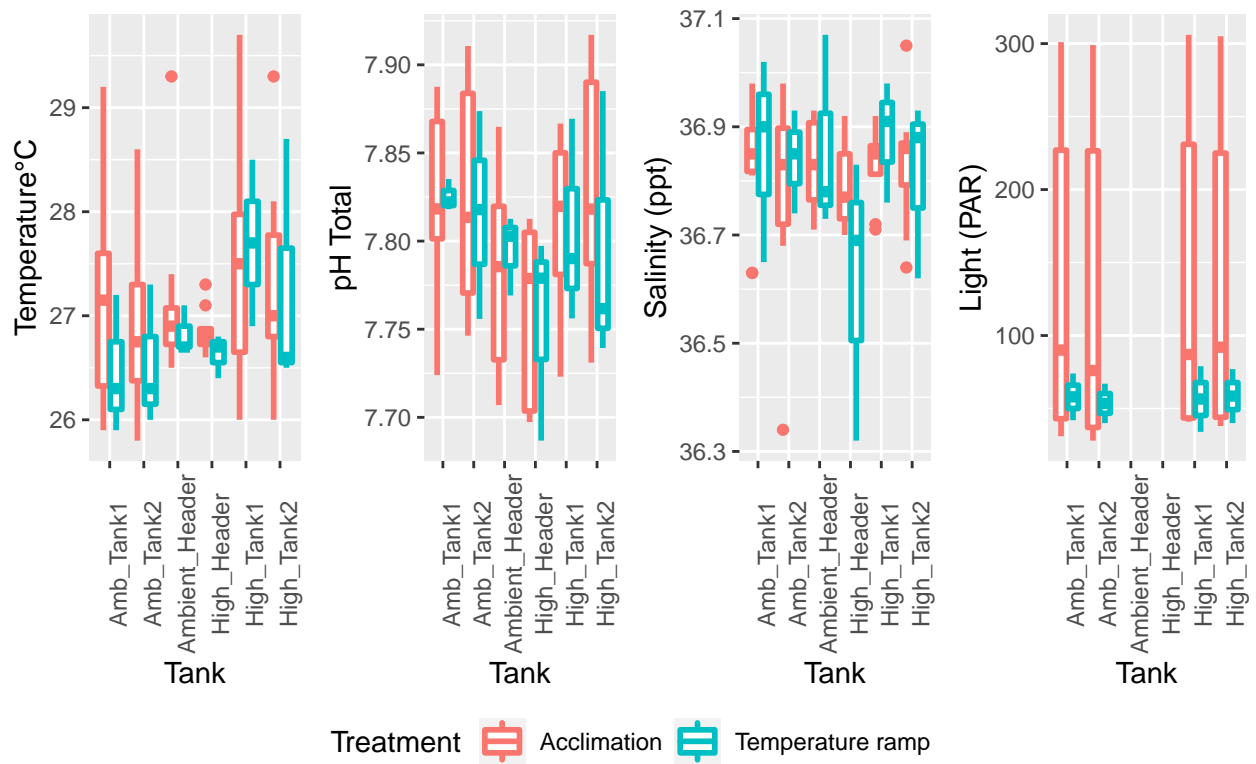 Temperature°C
29
28
27
26
Amb_Tank1
Amb_Tank2
Ambient_Header
High_Header
High_Tank1
High_Tank2
Tank
pH Total
7.90
7.85
7.80
7.75
7.70
Amb_Tank1
Amb_Tank2
Ambient_Header
High_Header
High_Tank1
High_Tank2
Tank
Salinity (ppt)
37.1
36.9
36.7
36.5
36.3
Amb_Tank1
Amb_Tank2
Ambient_Header
High_Header
High_Tank1
High_Tank2
Tank
Light (PAR)
300
200
100
Amb_Tank1
Amb_Tank2
Ambient_Header
High_Header
High_Tank1
High_Tank2
Tank
Treatment Acclimation Temperature ramp